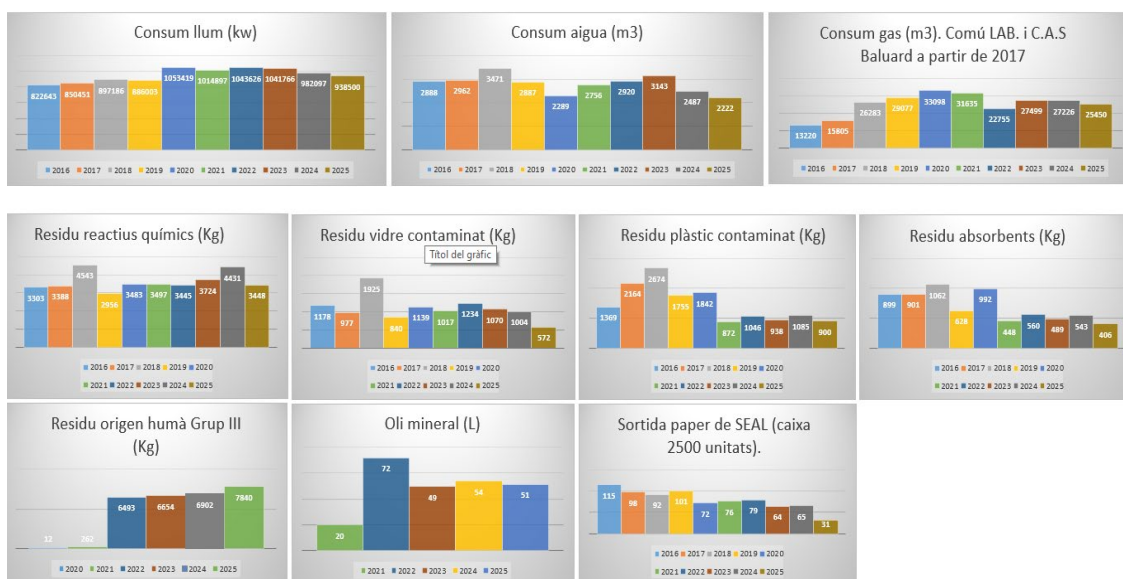 Consum llum (kw)
822643 850451 897186 886003 1053419 1014897 1043626 1041766 982097 938500
2016 2017 2018 2019 2020 2021 2022 2023 2024 2025
Consum aigua (m3)
2888 2962 3471 2887 2289 2756 2920 3143 2487 2222
2016 2017 2018 2019 2020 2021 2022 2023 2024 2025
Consum gas (m3). Comú LAB. i C.A.S
Baluard a partir de 2017
13220 15805 26283 29077 33098 31635 22755 27499 27226 25450
2016 2017 2018 2019 2020 2021 2022 2023 2024 2025
Residu reactius químics (Kg)
3303 3388 4543 2956 3483 3497 3445 3724 4431 3448
2016 2017 2018 2019 2020
2021 2022 2023 2024 2025
Residu vidre contaminat (Kg)
Títol del gràfic
1178 977 1925 840 1139 1017 1234 1070 1004 572
2016 2017 2018 2019 2020
2021 2022 2023 2024 2025
Residu plàstic contaminat (Kg)
1369 2164 2674 1755 1842 872 1046 938 1085 900
2016 2017 2018 2019 2020
2021 2022 2023 2024 2025
Residu absorbents (Kg)
899 901 1062 628 992 448 560 489 543 406
2016 2017 2018 2019 2020
2021 2022 2023 2024 2025
Residu origen humà Grup III
(Kg)
12 262 6493 6654 6902 7840
2020 2021 2022 2023 2024 2025
Oli mineral (L)
20 72 49 54 51
2021 2022 2023 2024 2025
Sortida paper de SEAL (caixa
2500 unitats).
115 98 92 101 72 76 79 64 65 31
2016 2017 2018 2019 2020
2021 2022 2023 2024 2025